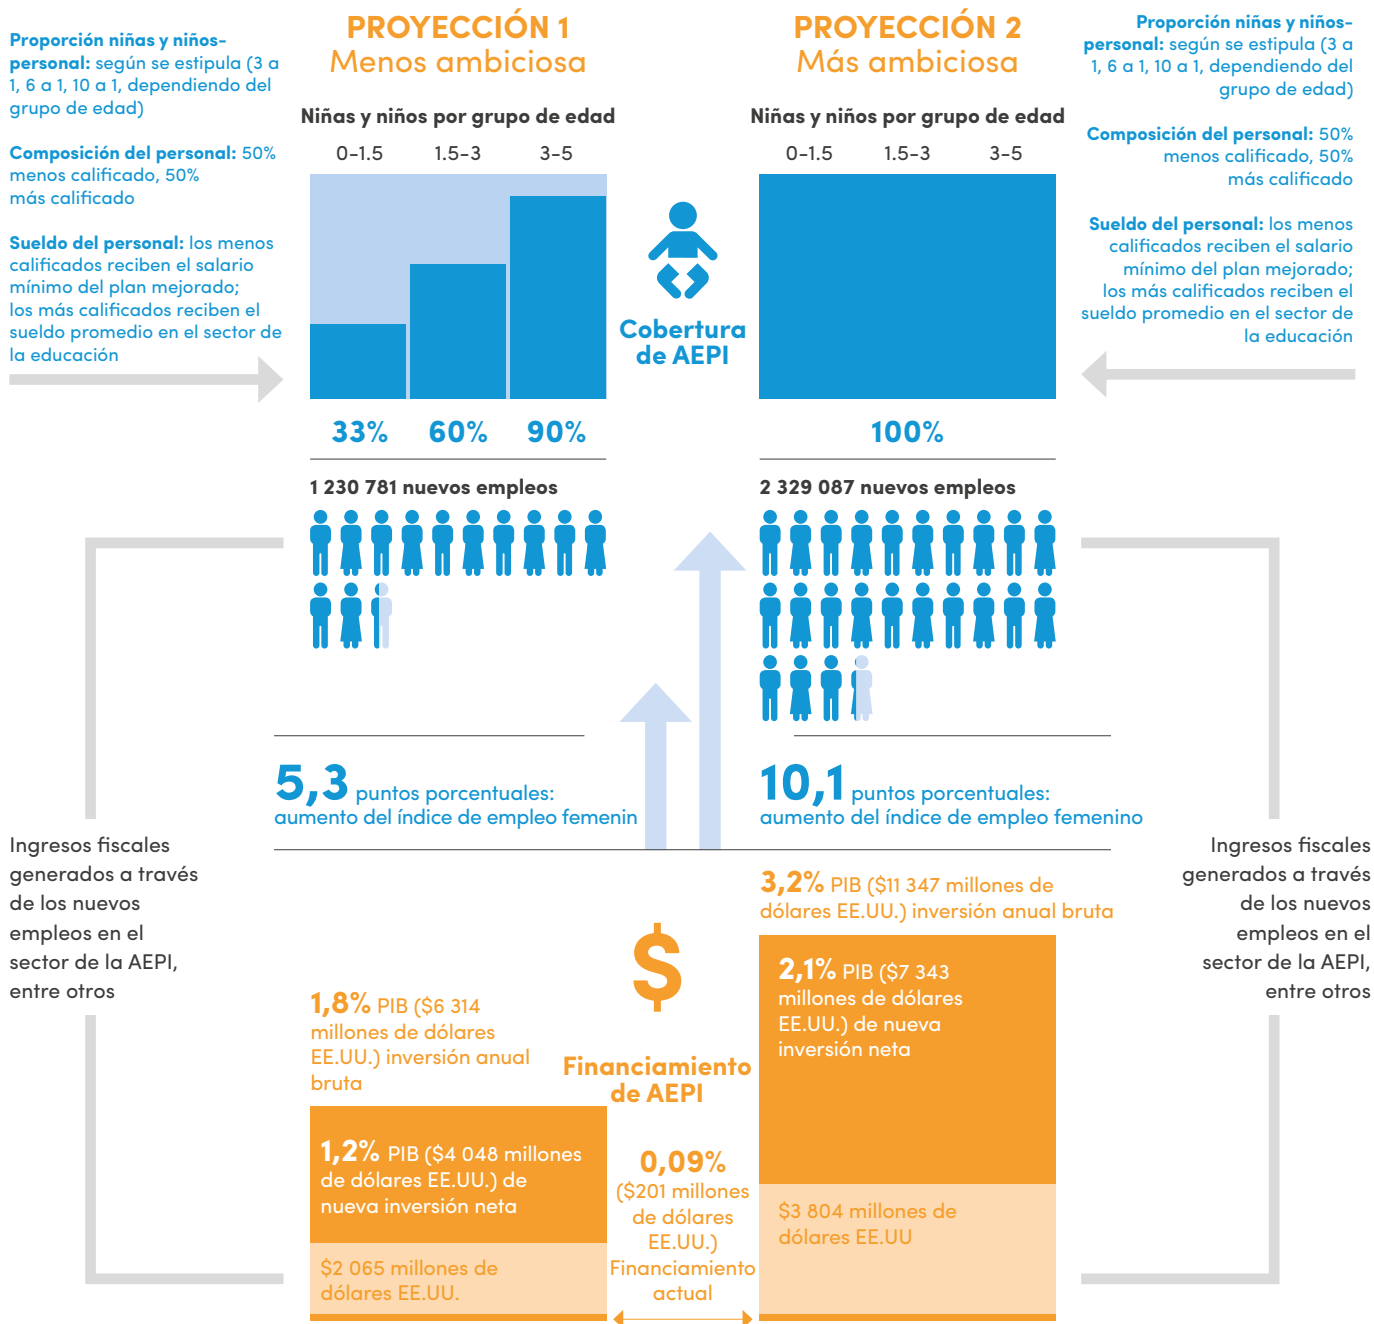 Proporción niñas y niños-
personal: según se estipula (3 a
1, 6 a 1, 10 a 1, dependiendo del
grupo de edad)
Composición del personal: 50%
menos calificado, 50%
más calificado
Sueldo del personal: los menos
calificados reciben el salario
mínimo del plan mejorado;
los más calificados reciben el
sueldo promedio en el sector de
la educación
PROYECCIÓN 1
Menos ambiciosa
Niñas y niños por grupo de edad
0-1.5 1.5-3 3-5
33% 60% 90%
1 230 781 nuevos empleos
5,3 puntos porcentuales:
aumento del índice de empleo femenin
Cobertura
de AEPI
PROYECCIÓN 2
Más ambiciosa
Niñas y niños por grupo de edad
0-1.5 1.5-3 3-5
100%
2 329 087 nuevos empleos
10,1 puntos porcentuales:
aumento del índice de empleo femenino
Proporción niñas y niños-
personal: según se estipula (3 a
1, 6 a 1, 10 a 1, dependiendo del
grupo de edad)
Composición del personal: 50%
menos calificado, 50%
más calificado
Sueldo del personal: los menos
calificados reciben el salario
mínimo del plan mejorado;
los más calificados reciben el
sueldo promedio en el sector de
la educación
Ingresos fiscales
generados a través
de los nuevos
empleos en el
sector de la AEPI,
entre otros
1,8% PIB ($6 314
millones de dólares
EE.UU.) inversión anual
bruta
1,2% PIB ($4 048 millones
de dólares EE.UU.) de
nueva inversión neta
$2 065 millones de
dólares EE.UU.
$
Financiamiento
de AEPI
0,09%
($201 millones
de dólares
EE.UU.)
Financiamiento
actual
3,2% PIB ($11 347 millones de
dólares EE.UU.) inversión anual bruta
2,1% PIB ($7 343
millones de dólares
EE.UU.) de nueva
inversión neta
$3 804 millones de
dólares EE.UU
Ingresos fiscales
generados a través
de los nuevos
empleos en el
sector de la AEPI,
entre otros